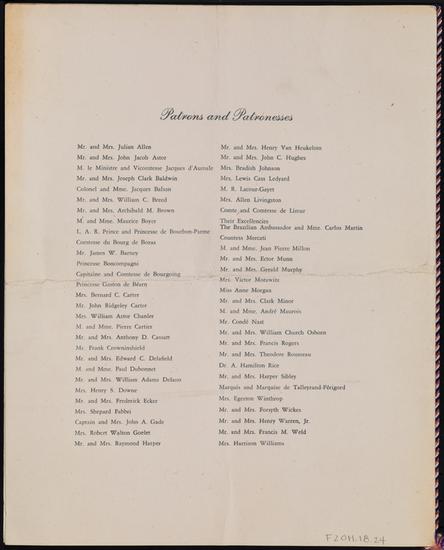 Patrons and Patronesses
Mr. and Mrs. Julian Allen
Mr. and Mrs. John Jacob Astor
M. le Ministre and Vicomtesse Jacques d'Aumale
Mr. and Mrs. Joseph Clark Baldwin
Colonel and Mme. Jacques Balsan
Mr. and Mrs. William C. Breed
Mr. and Mrs. Archibald M. Brown
M. and Mme. Maurice Boyer
L. A. R. Prince and Princesse de Bourbon-Parme
Comtesse du Bourg de Bozas
Mr. James W. Barney
Princesse Boncompagni
Capitaine and Comtesse de Bourgoing
Princesse Gaston de Béarn
Mrs. Bernard C. Carter
Mr. John Ridgeley Carter
Mrs. William Astor Chanler
M. and Mme. Pierre Cartier
Mr. and Mrs. Anthony D. Cassatt
Mr. Frank Crowninshield
Mr. and Mrs. Edward C. Delafield
M. and Mme. Paul Dubonnet
Mr. and Mrs. William Adams Delano
Mrs. Henry S. Downe
Mr. and Mrs. Frederick Ecker
Mrs. Shepard Fabbri
Captain and Mrs. John A. Gade
Mrs. Robert Walton Goelet
Mr. and Mrs. Raymond Harper
Mr. and Mrs. Henry Van Heukelom
Mr. and Mrs. John C. Hughes
Mrs. Bradish Johnson
Mrs. Lewis Cass Ledyard
M. R. Lacour-Gayet
Mrs. Allen Livingston
Comte and Comtesse de Limur
Their Excellencies
The Brazilian Ambassador and Mme. Carlos Martin
Countess Mercati
M. and Mme. Jean Pierre Millon
Mr. and Mrs. Ector Munn
Mr. and Mrs. Gerald Murphy
Mrs. Victor Morawitz
Miss Anne Morgan
Mr. and Mrs. Clark Minor
M. and Mme. André Maurois
Mr. Condé Nast
Mr. and Mrs. William Church Osborn
Mr. and Mrs. Francis Rogers
Mr. and Mrs. Theodore Rousseau
Dr. A. Hamilton Rice
Mr. and Mrs. Harper Sibley
Marquis and Marquise de Talleyrand-Périgord
Mrs. Egerton Winthrop
Mr. and Mrs. Forsyth Wickes
Mr. and Mrs. Henry Warren, Jr.
Mr. and Mrs. Francis M. Weld
Mrs. Harrison Williams
F2011.18.24